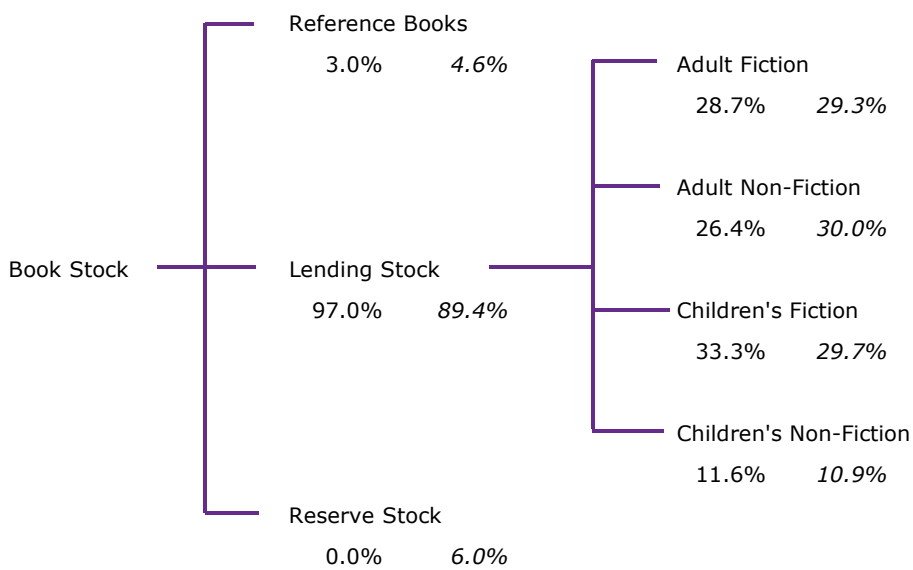 Reference Books
3.0% 4.6%
Adult Fiction
28.7% 29.3%
Adult Non-Fiction
26.4% 30.0%
Book Stock
Lending Stock
97.0% 89.4%
Children's Fiction
33.3% 29.7%
Children's Non-Fiction
11.6% 10.9%
Reserve Stock
0.0% 6.0%